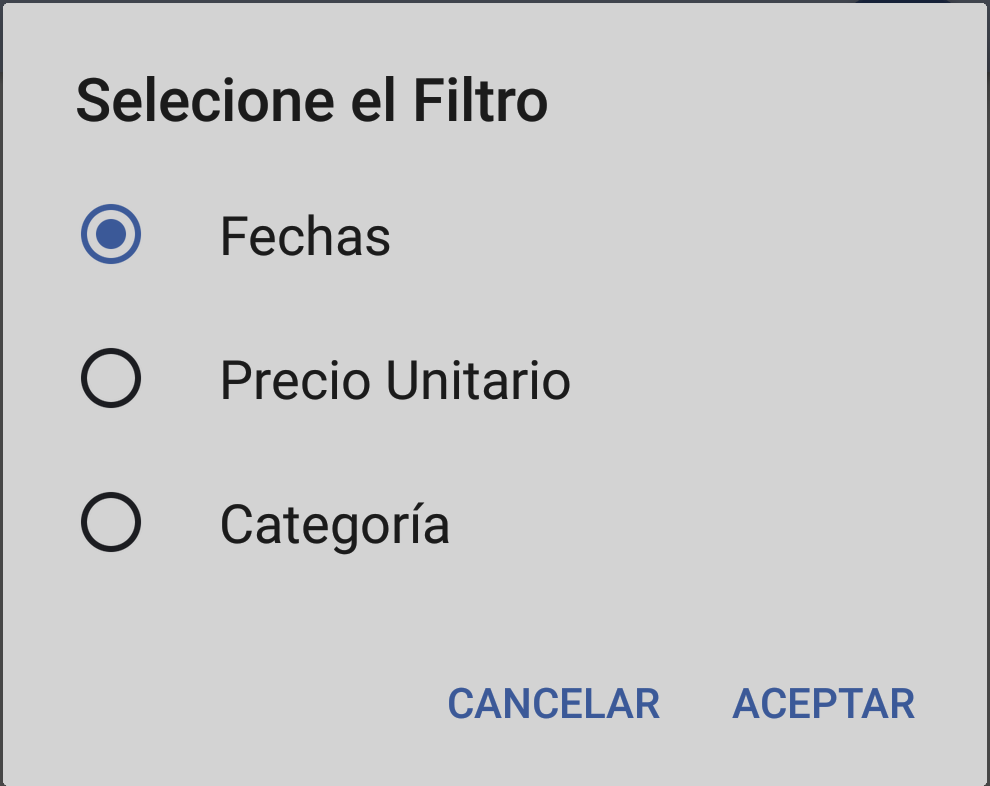 Selecione el Filtro
Fechas
Precio Unitario
Categoría
CANCELAR ACEPTAR